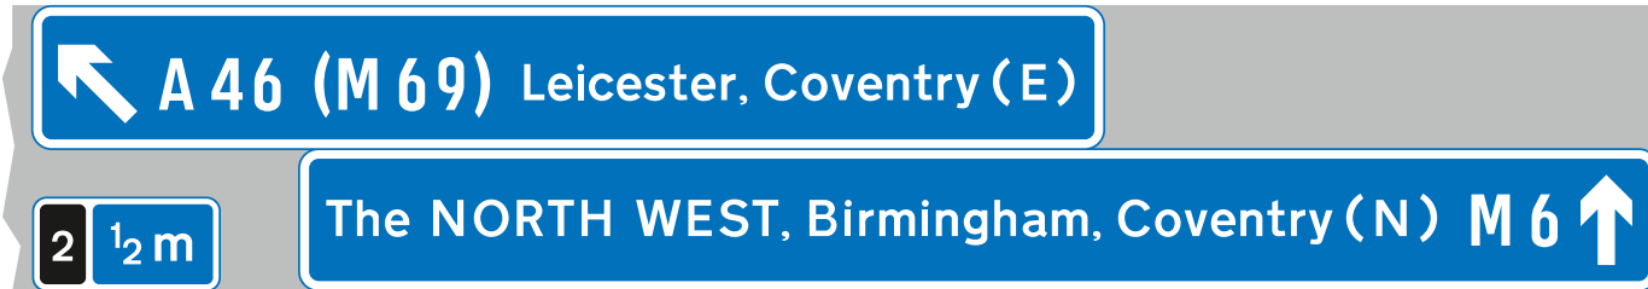 A 46 (M 69) Leicester, Coventry (E)
The NORTH WEST, Birmingham, Coventry (N) M 6
2 ½ m